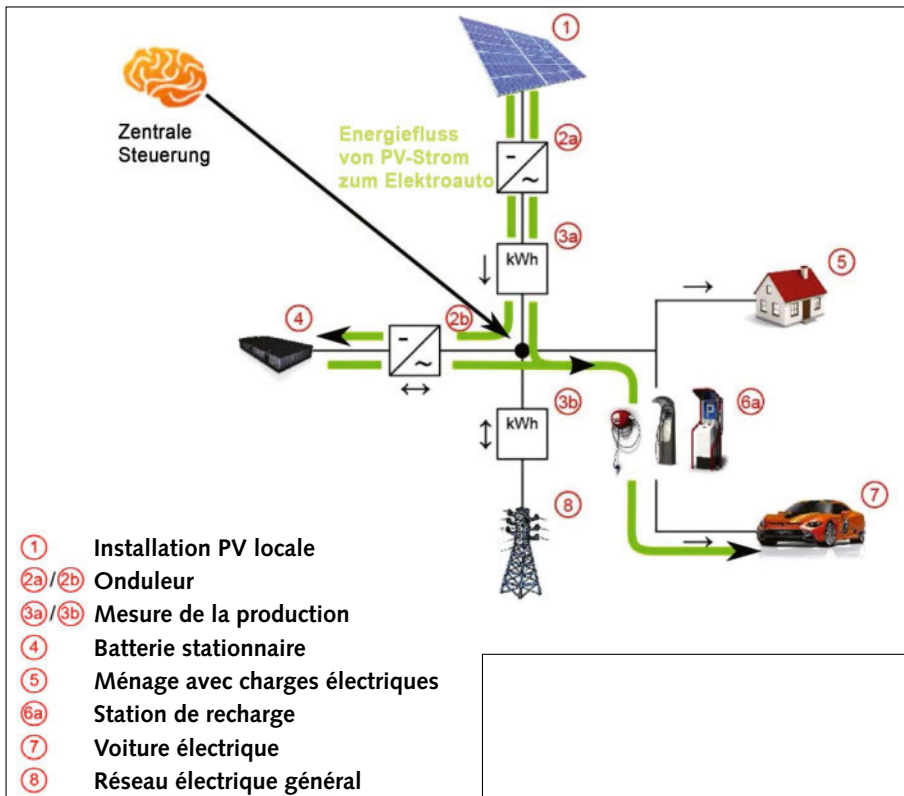 1
Zentrale
Steuerung
Energiefluss
von PV-Strom
zum Elektroauto
2a
-
~
3a
kWh
5
4
2b
-
~
3b
kWh
6a
P
8
7
1 Installation PV locale
2a/2b Onduleur
3a/3b Mesure de la production
4 Batterie stationnaire
5 Ménage avec charges électriques
6a Station de recharge
7 Voiture électrique
8 Réseau électrique général